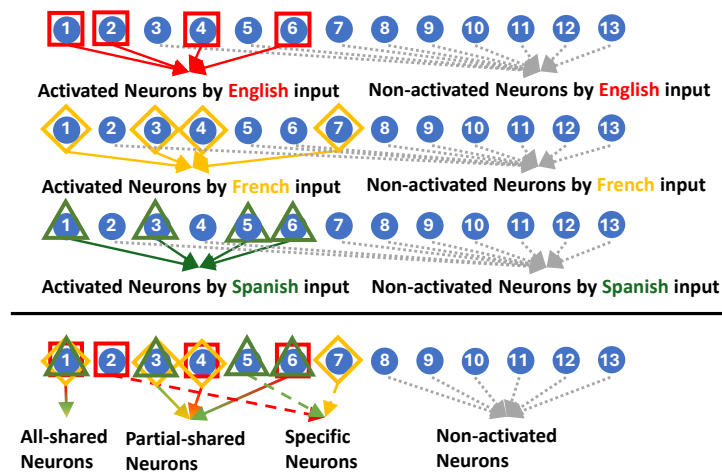 1 2 3 4 5 6 7 8 9 10 11 12 13
Activated Neurons by English input Non-activated Neurons by English input
1 2 3 4 5 6 7 8 9 10 11 12 13
Activated Neurons by French input Non-activated Neurons by French input
1 2 3 4 5 6 7 8 9 10 11 12 13
Activated Neurons by Spanish input Non-activated Neurons by Spanish input
1 2 3 4 5 6 7 8 9 10 11 12 13
All-shared Neurons
Partial-shared Neurons
Specific Neurons
Non-activated Neurons